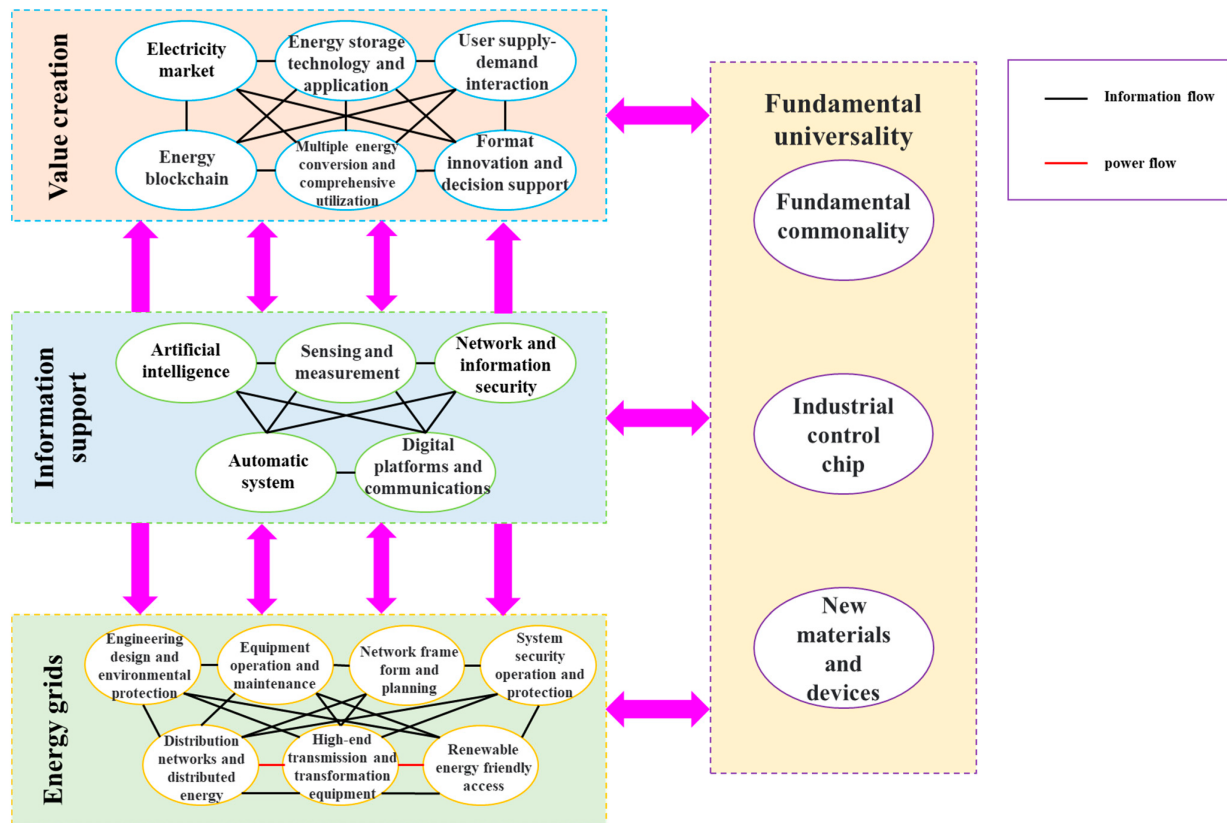 Value creation
Electricity
market
Energy storage
technology and
application
User supply-
demand
interaction
Energy
blockchain
Multiple energy
conversion and
comprehensive
utilization
Format
innovation and
decision support
Information
support
Artificial
intelligence
Sensing and
measurement
Network and
information
security
Automatic
system
Digital
platforms and
communications
Energy grids
Engineering
design and
environmental
protection
Equipment
operation and
maintenance
Network frame
form and
planning
System
security
operation and
protection
Distribution
networks and
distributed
energy
High-end
transmission and
transformation
equipment
Renewable
energy friendly
access
Fundamental
universality
Fundamental
commonality
Industrial
control
chip
New
materials
and
devices
Information flow
power flow